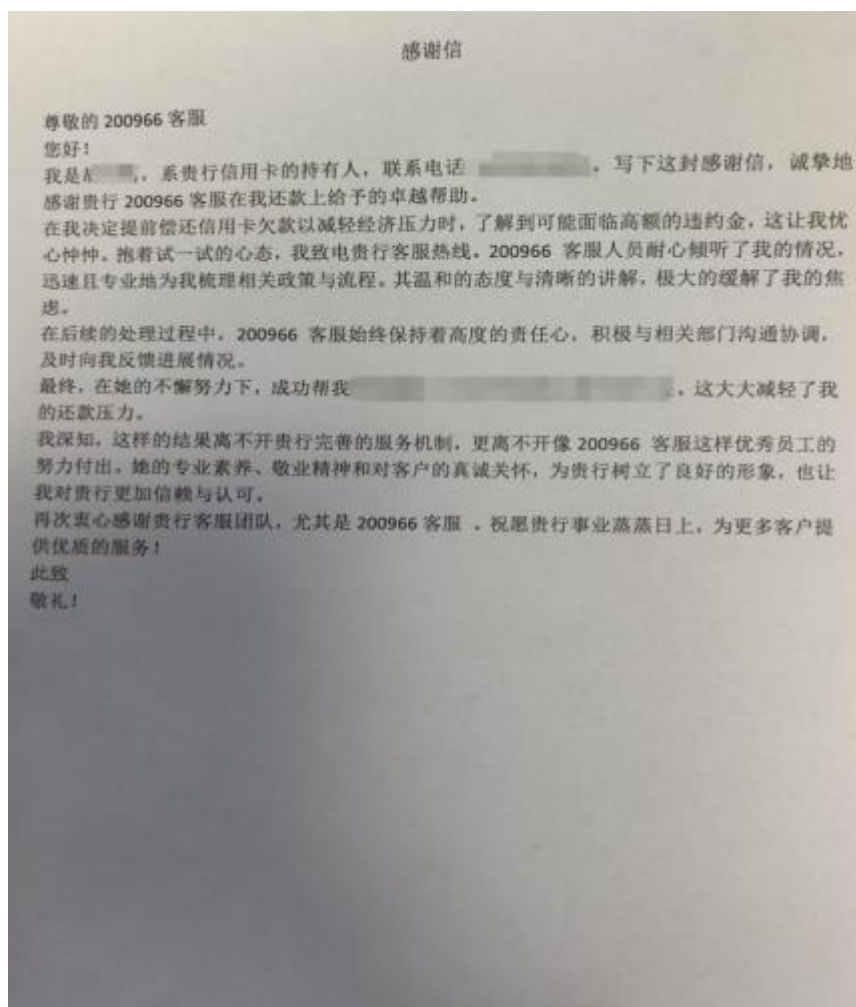 感谢信
尊敬的 200966 客服
您好！
我是 ，系贵行信用卡的持有人，联系电话 。写下这封感谢信，诚挚地
感谢贵行 200966 客服在我还款上给予的卓越帮助。
在我决定提前偿还信用卡欠款以减轻经济压力时，了解到可能面临高额的违约金，这让我忧
心忡忡。抱着试一试的心态，我致电贵行客服热线。200966 客服人员耐心倾听了我的情况，
迅速且专业地为我梳理相关政策与流程。其温和的态度与清晰的讲解，极大的缓解了我的焦
虑。
在后续的处理过程中，200966 客服始终保持着高度的责任心，积极与相关部门沟通协调，
及时向我反馈进展情况。
最终，在她的不懈努力下，成功帮我 。这大大减轻了我
的还款压力。
我深知，这样的结果离不开贵行完善的服务机制，更离不开像 200966 客服这样优秀员工的
努力付出。她的专业素养、敬业精神和对客户的真诚关怀，为贵行树立了良好的形象，也让
我对贵行更加信赖与认可。
再次衷心感谢贵行客服团队，尤其是 200966 客服 。祝愿贵行事业蒸蒸日上，为更多客户提
供优质的服务！
此致
敬礼！